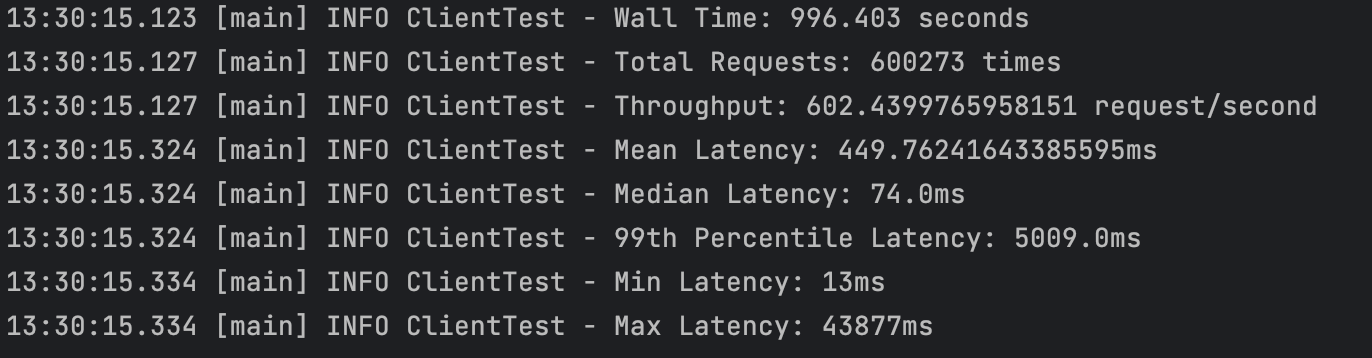 13:30:15.123 [main] INFO ClientTest - Wall Time: 996.403 seconds
13:30:15.127 [main] INFO ClientTest - Total Requests: 600273 times
13:30:15.127 [main] INFO ClientTest - Throughput: 602.4399765958151 request/second
13:30:15.324 [main] INFO ClientTest - Mean Latency: 449.76241643385595ms
13:30:15.324 [main] INFO ClientTest - Median Latency: 74.0ms
13:30:15.324 [main] INFO ClientTest - 99th Percentile Latency: 5009.0ms
13:30:15.334 [main] INFO ClientTest - Min Latency: 13ms
13:30:15.334 [main] INFO ClientTest - Max Latency: 43877ms